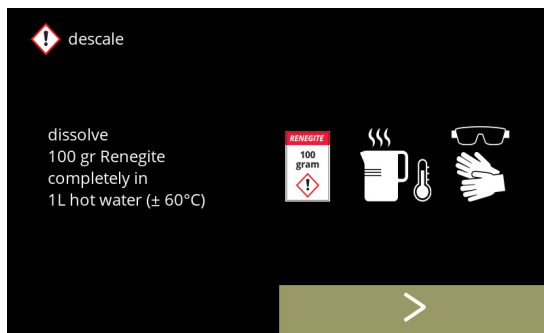 descale
dissolve
100 gr Renegite
completely in
1L hot water (± 60°C)
RENEGITE
100
gram